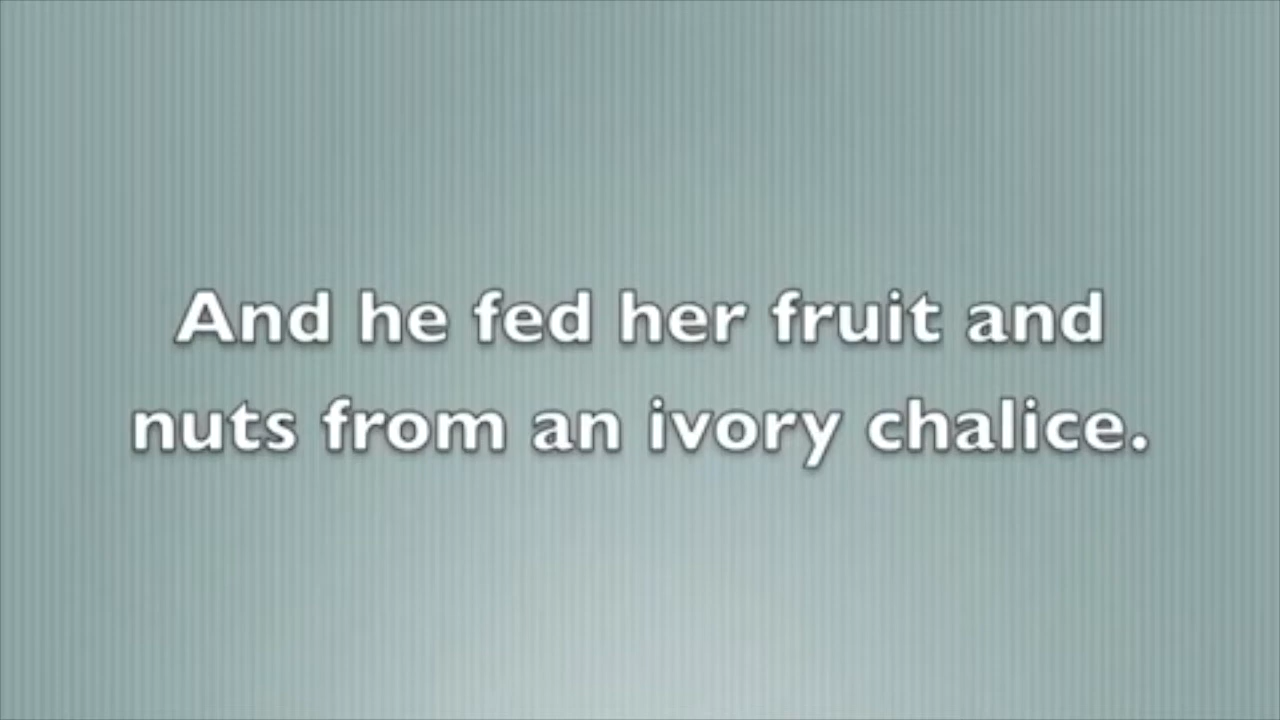 And he fed her fruit and
nuts from an ivory chalice.